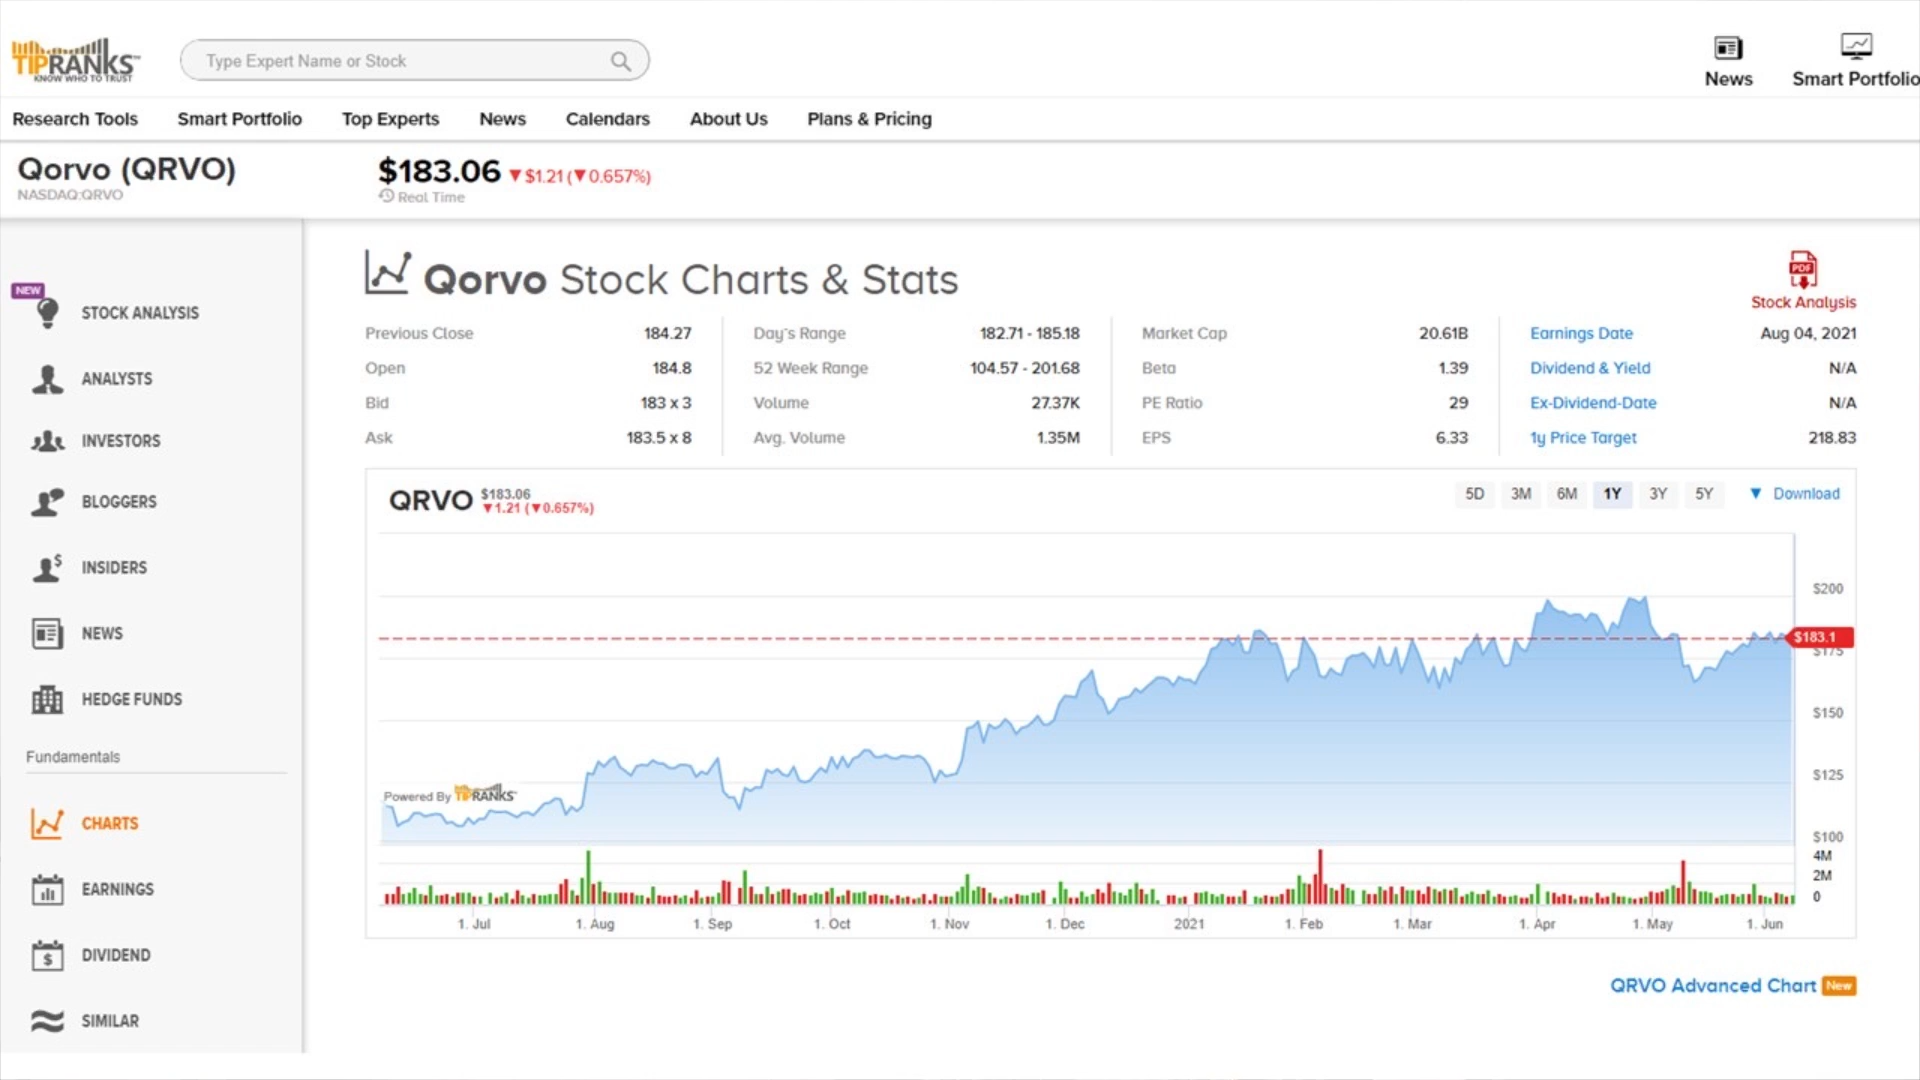 TIPRANKS™
KNOW WHO TO TRUST
Type Expert Name or Stock
News
Smart Portfolio
Research Tools Smart Portfolio Top Experts News Calendars About Us Plans & Pricing
Qorvo (QRVO)
NASDAQ:QRVO
$183.06 ▼$1.21 (▼0.657%)
Real Time
NEW
STOCK ANALYSIS
ANALYSTS
INVESTORS
BLOGGERS
INSIDERS
NEWS
HEDGE FUNDS
Fundamentals
CHARTS
EARNINGS
DIVIDEND
SIMILAR
Qorvo Stock Charts & Stats
PDF
Stock Analysis
Previous Close 184.27 Day's Range 182.71 - 185.18 Market Cap 20.61B Earnings Date Aug 04, 2021
Open 184.8 52 Week Range 104.57 - 201.68 Beta 1.39 Dividend & Yield N/A
Bid 183 x 3 Volume 27.37K PE Ratio 29 Ex-Dividend-Date N/A
Ask 183.5 x 8 Avg. Volume 1.35M EPS 6.33 1y Price Target 218.83
QRVO $183.06
▼1.21 (▼0.657%)
5D 3M 6M 1Y 3Y 5Y ▼ Download
$200
$183.1
$175
$150
$125
$100
Powered By TIPRANKS™
4M
2M
0
1. Jul 1. Aug 1. Sep 1. Oct 1. Nov 1. Dec 2021 1. Feb 1. Mar 1. Apr 1. May 1. Jun
QRVO Advanced Chart New